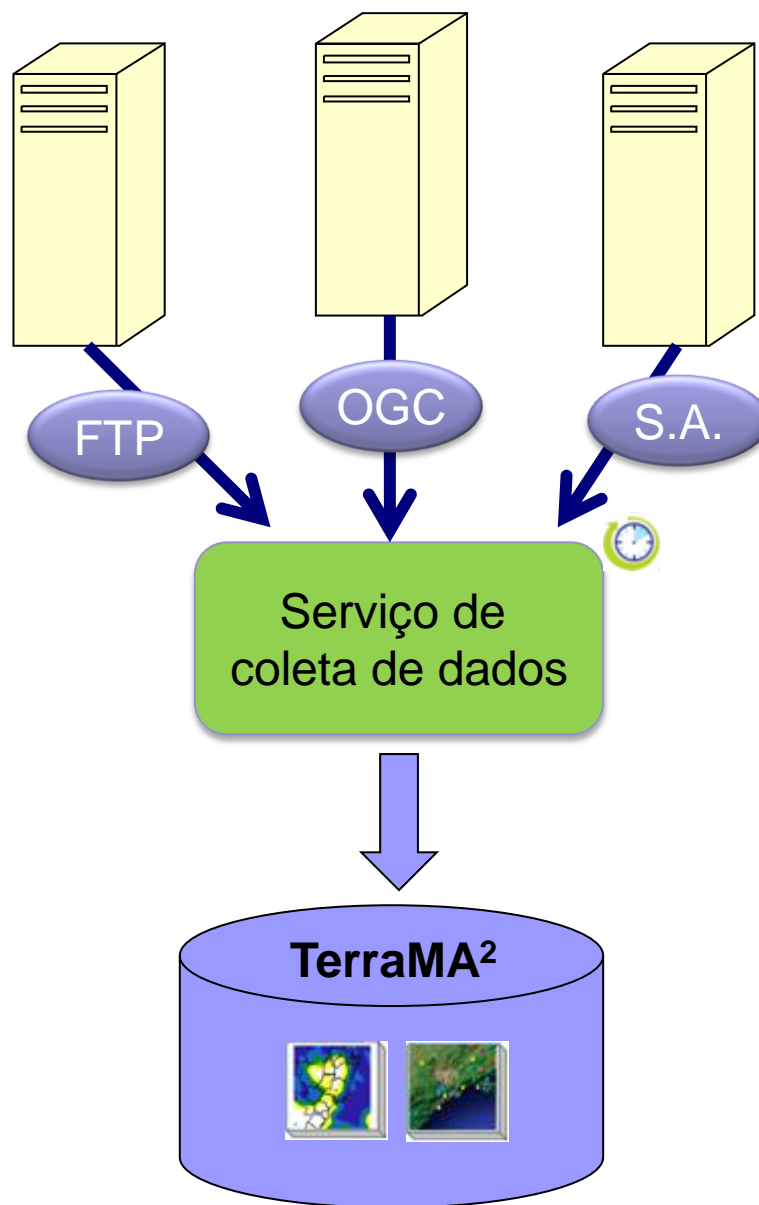 FTP
OGC
S.A.
Serviço de
coleta de dados
TerraMA²